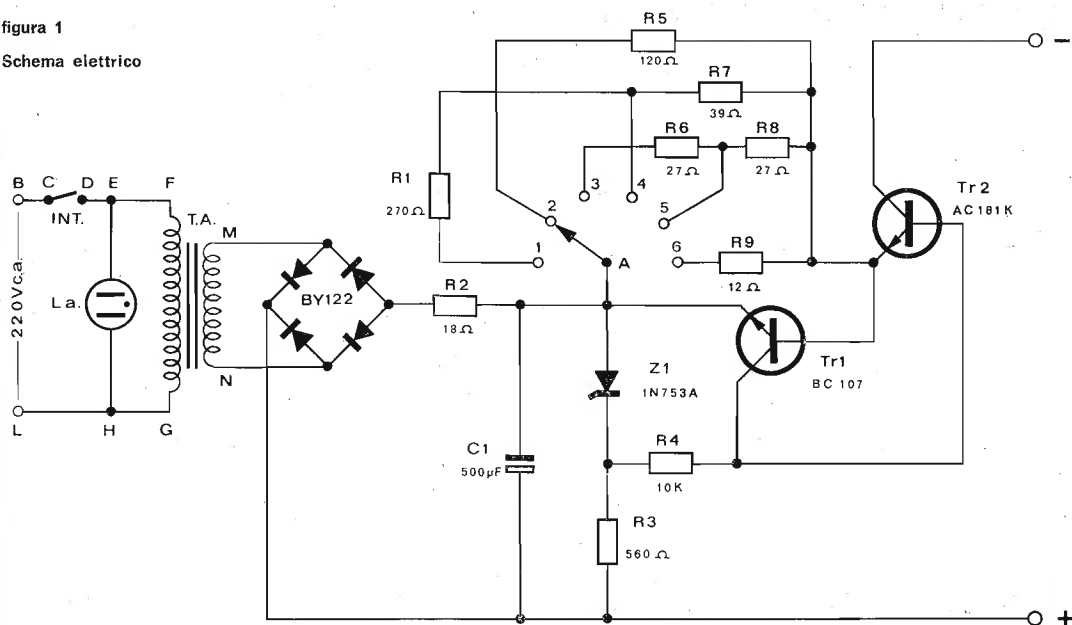 figura 1
Schema elettrico
R5
120Ω
R7
39Ω
R6
27Ω
R8
27Ω
R1
270Ω
1
2
3
4
5
6
A
R9
12Ω
Tr2
AC 181 K
−
B C D E F
INT.
T.A.
M
La.
220Vc.a.
BY122
N
L H G
R2
18Ω
Z1
1N753A
Tr1
BC 107
C1
500µF
R4
10K
R3
560 Ω
+